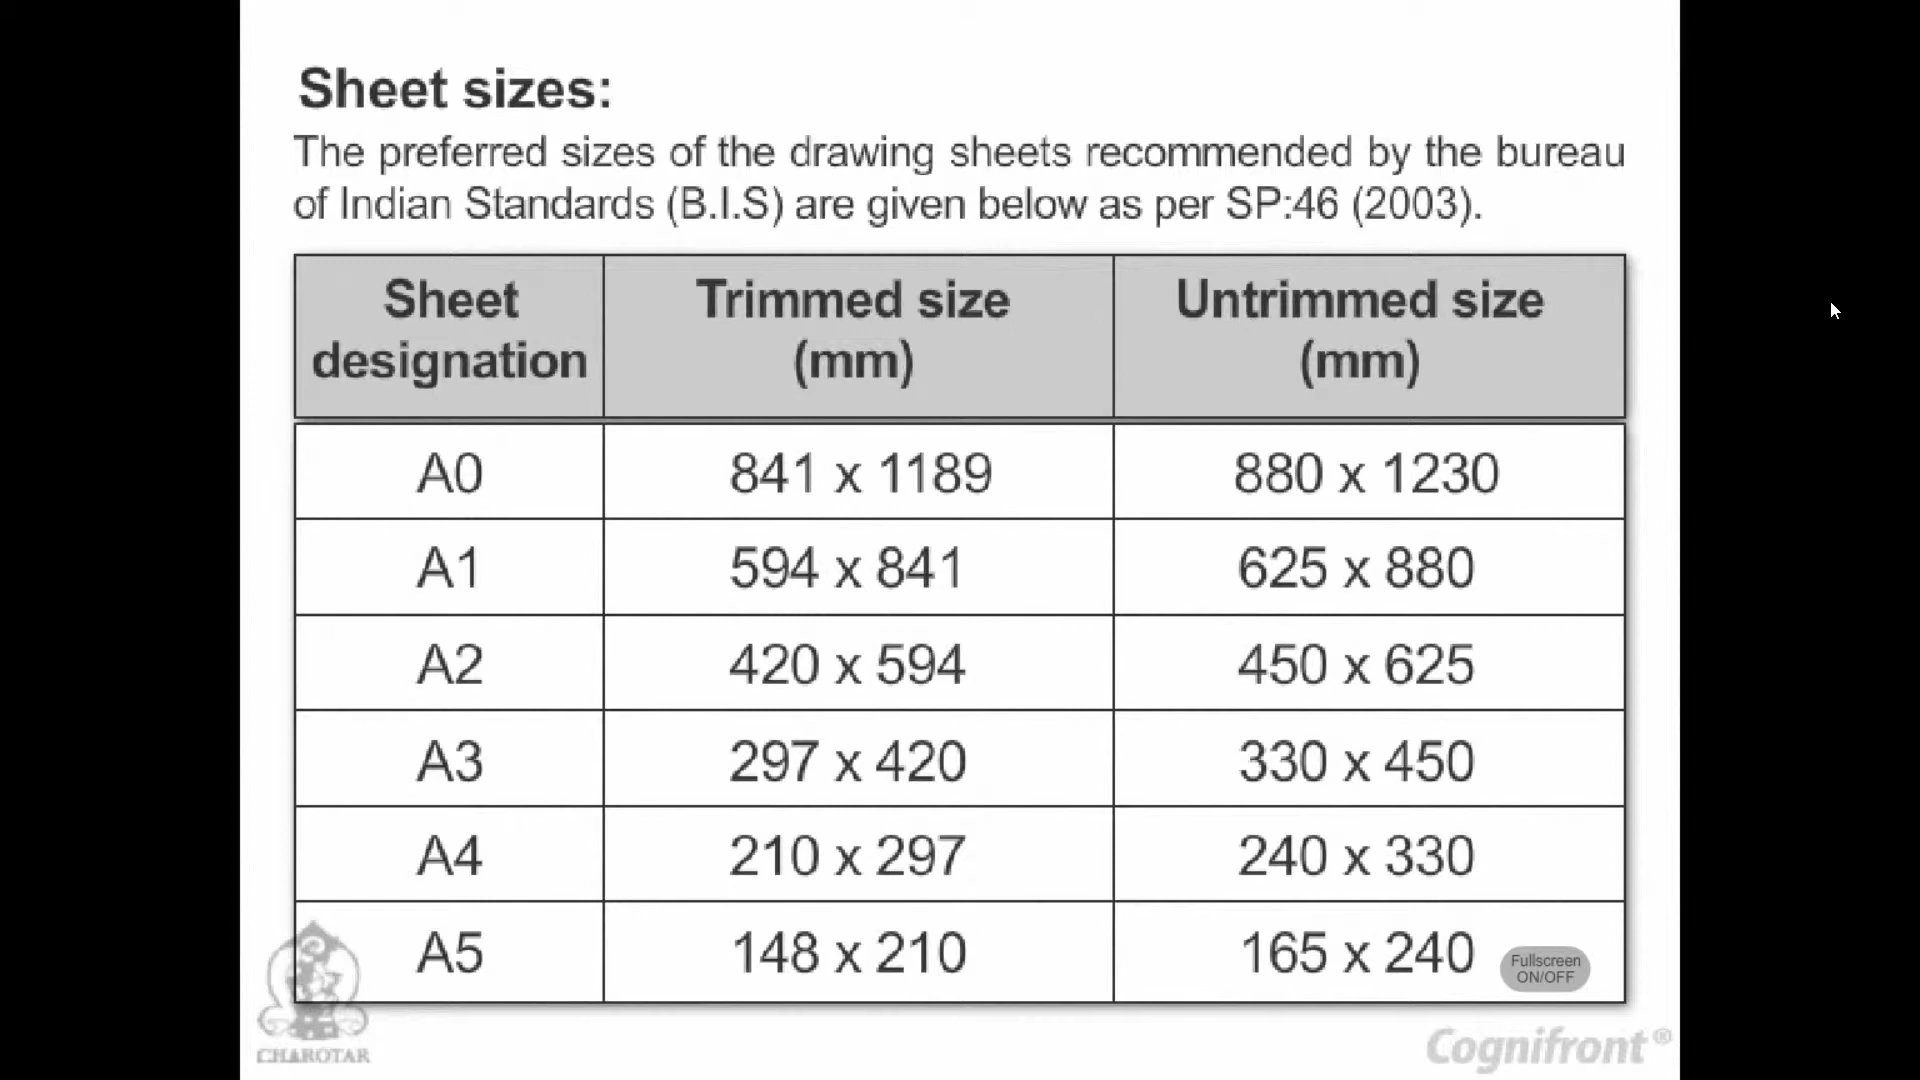 Sheet sizes:
The preferred sizes of the drawing sheets recommended by the bureau
of Indian Standards (B.I.S) are given below as per SP:46 (2003).
Sheet designation Trimmed size (mm) Untrimmed size (mm)
A0 841 x 1189 880 x 1230
A1 594 x 841 625 x 880
A2 420 x 594 450 x 625
A3 297 x 420 330 x 450
A4 210 x 297 240 x 330
A5 148 x 210 165 x 240
Fullscreen
ON/OFF
CHAROTAR
Cognifront®